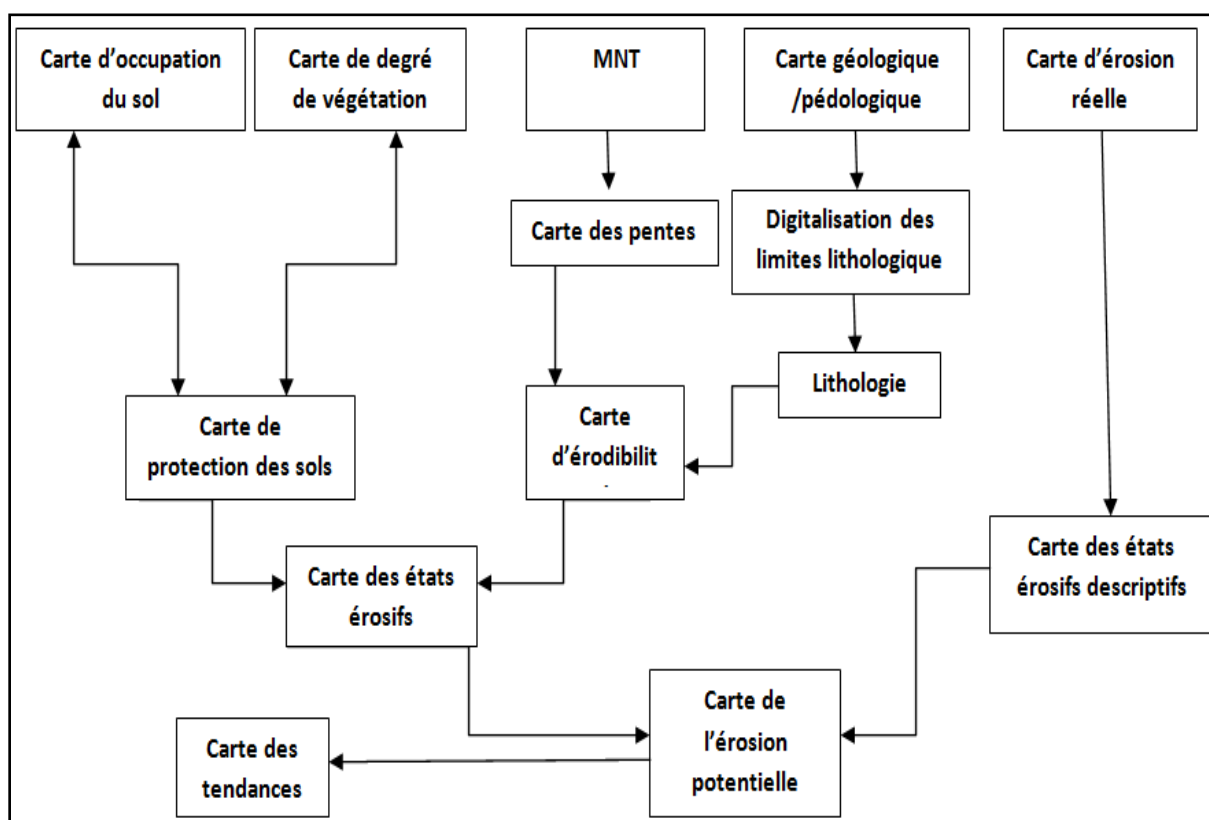 Carte d'occupation
du sol
Carte de degré
de végétation
MNT
Carte géologique
/pédologique
Carte d'érosion
réelle
Carte des pentes
Digitalisation des
limites lithologique
Lithologie
Carte de
protection des sols
Carte
d'érodibilit
Carte des états
érosifs
Carte des états
érosifs descriptifs
Carte de
l'érosion
potentielle
Carte des
tendances